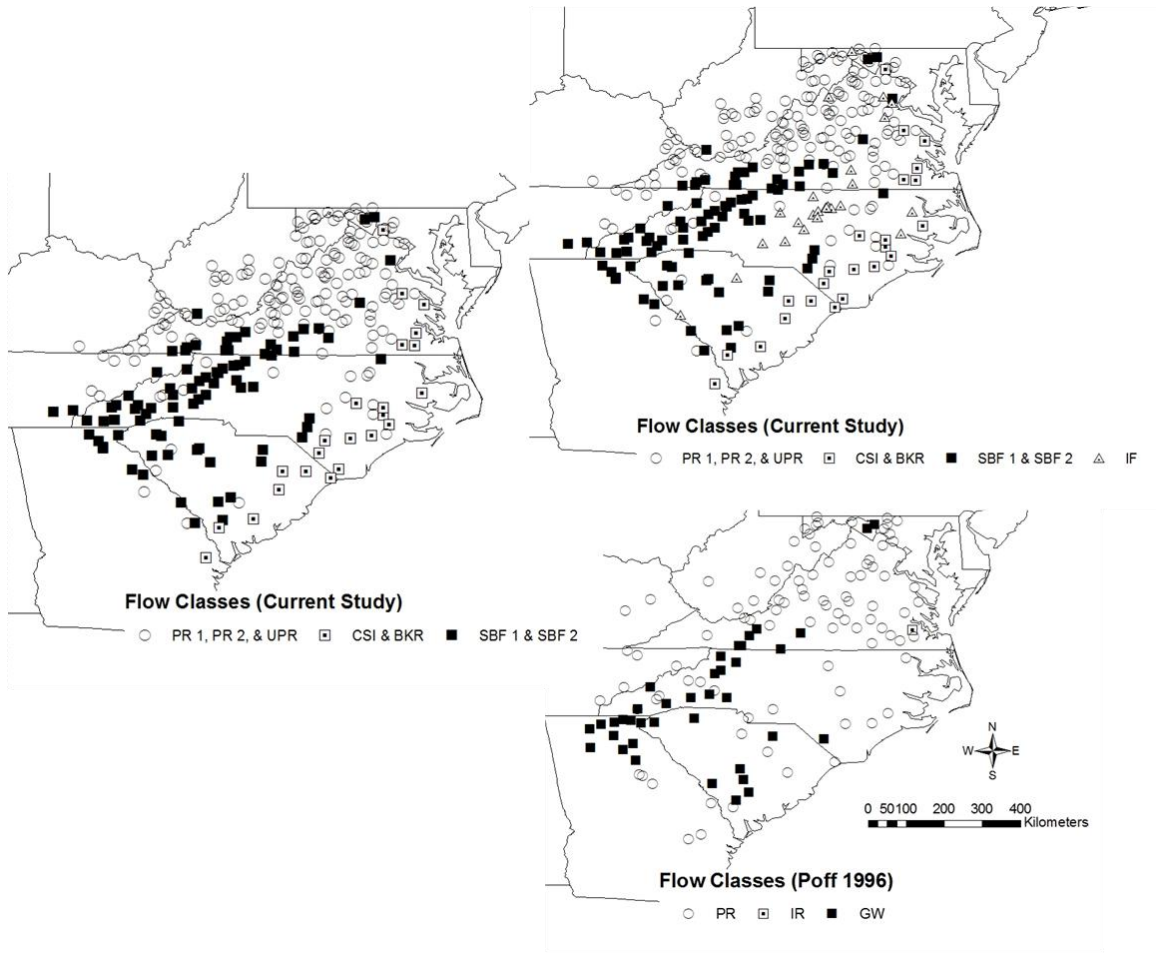 Flow Classes (Current Study)
PR 1, PR 2, & UPR CSI & BKR SBF 1 & SBF 2 IF
Flow Classes (Current Study)
PR 1, PR 2, & UPR CSI & BKR SBF 1 & SBF 2
N
W E
S
0 50 100 200 300 400
Kilometers
Flow Classes (Poff 1996)
PR IR GW